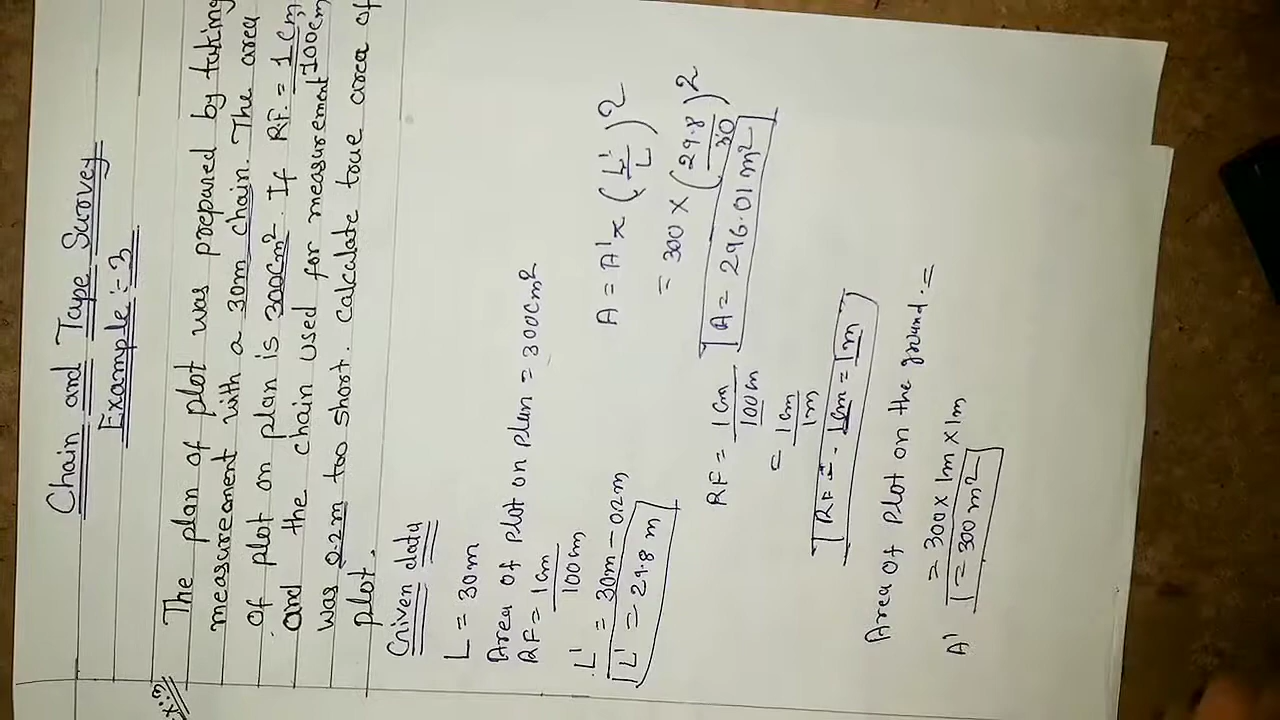 Chain and Tape Survey
Example :- 3
The plan of plot was prepared by taking
measureament with a 30m chain. The area
of plot on plan is 300cm². If RF. = 1cm/100cm,
and the chain used for measurement
was 0.2m too short. calculate true area of
plot.
Given data
L = 30m
Area of plot on plan = 300cm²
RF = 1cm/100cm
L' = 30m - 0.2m
L' = 29.8 m
A = A' x (L'/L)²
= 300 x (29.8/30)²
A = 296.01 m²
RF = 1cm/100cm
= 1cm/1m
RF = 1cm = 1m
Area of plot on the ground. =
= 300 x 1m x 1m
A' = 300 m²